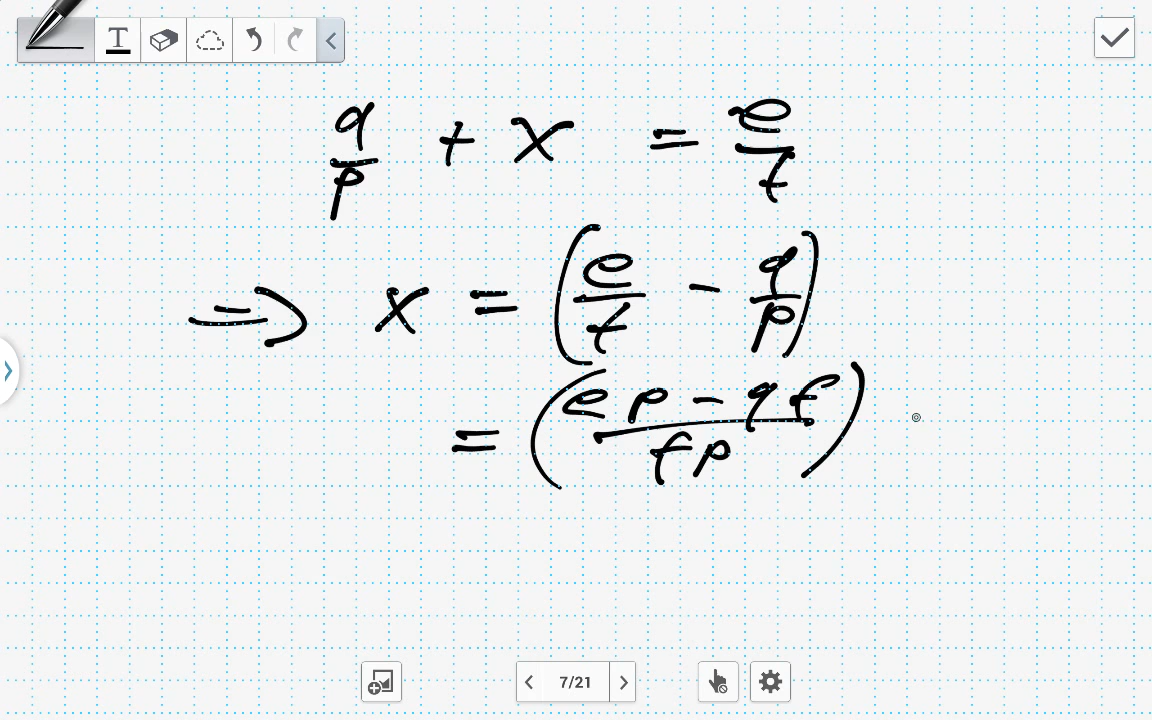 T
q/p + x = e/f
=> x = (e/f - q/p)
= (ep - qf / fp)
7/21